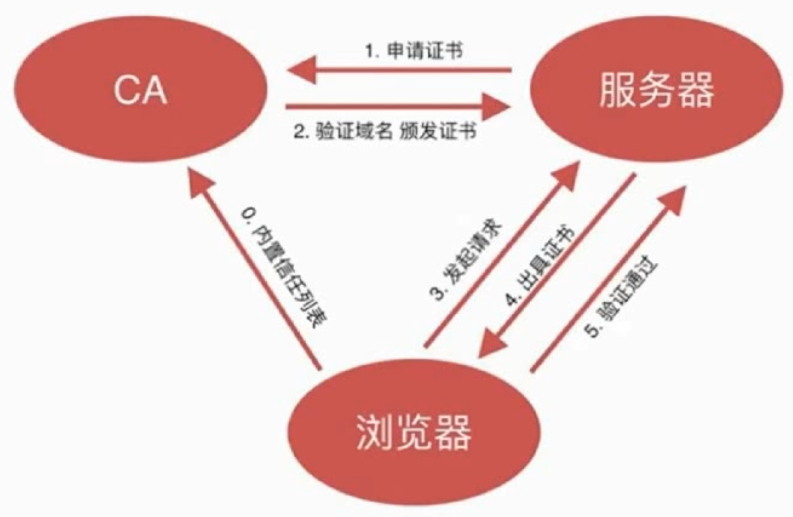 CA
服务器
1. 申请证书
2. 验证域名 颁发证书
0. 内置信任列表
3. 发起请求
4. 出具证书
5. 验证通过
浏览器